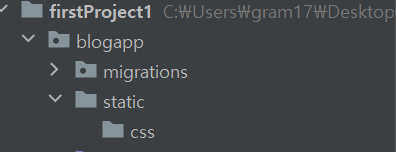 firstProject1 C:₩Users₩gram17₩Desktop
blogapp
migrations
static
css